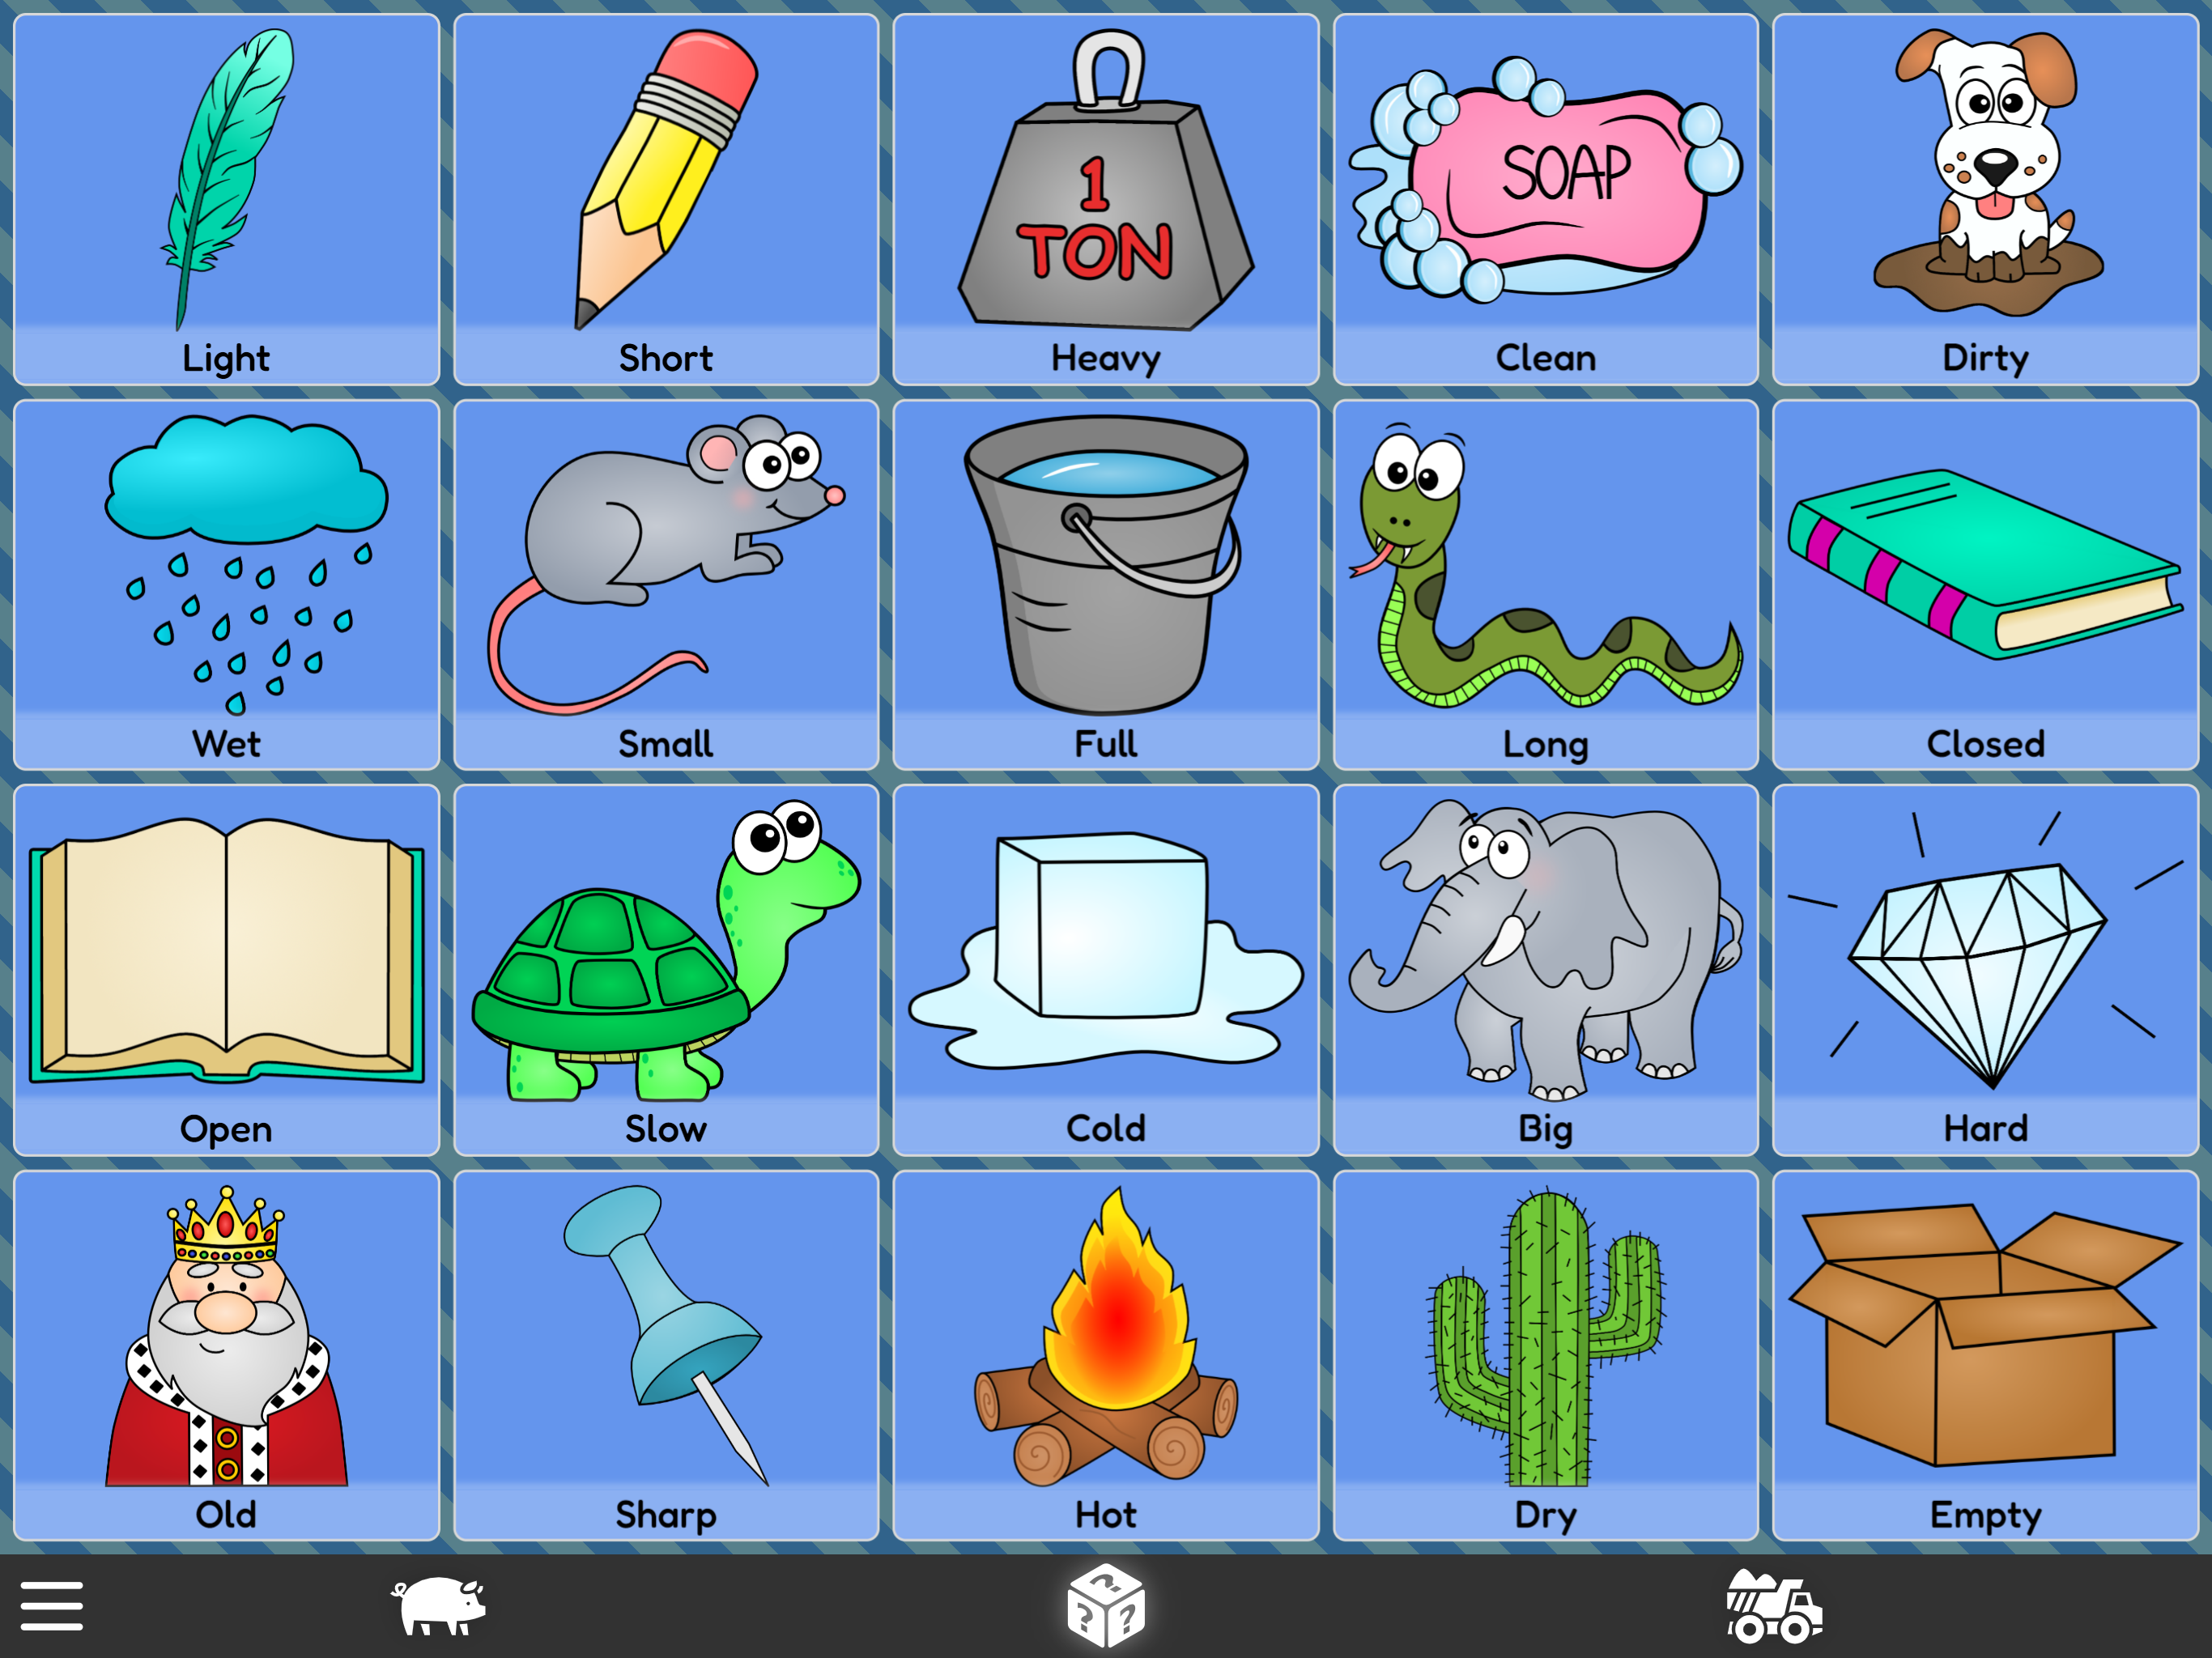 Light
Short
1
TON
Heavy
SOAP
Clean
Dirty
Wet
Small
Full
Long
Closed
Open
Slow
Cold
Big
Hard
Old
Sharp
Hot
Dry
Empty
?
? ?